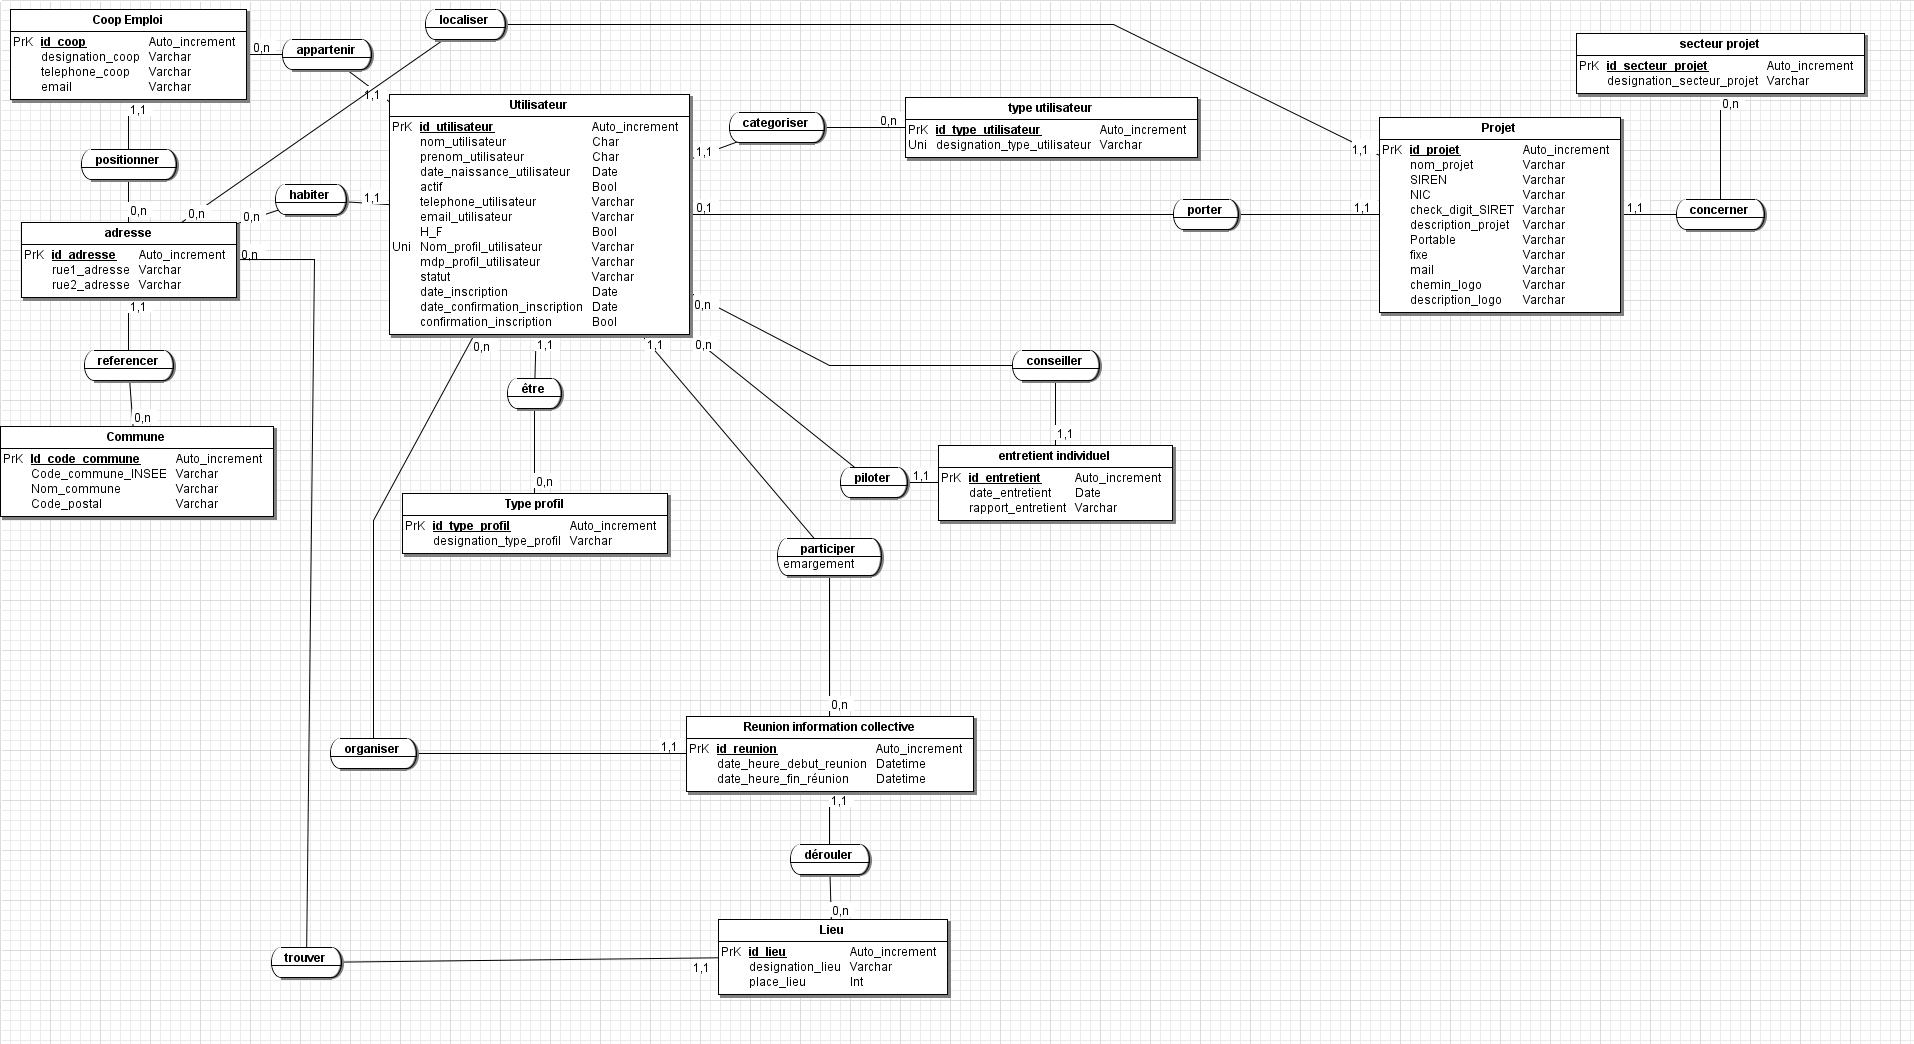 Coop Emploi
PrK id_coop Auto_increment
designation_coop Varchar
telephone_coop Varchar
email Varchar
0,n
appartenir
1,1
localiser
1,1
positionner
0,n
0,n
habiter
0,n
1,1
adresse
PrK id_adresse Auto_increment
rue1_adresse Varchar
rue2_adresse Varchar
0,n
1,1
referencer
0,n
Commune
PrK Id_code_commune Auto_increment
Code_commune_INSEE Varchar
Nom_commune Varchar
Code_postal Varchar
Utilisateur
PrK id_utilisateur Auto_increment
nom_utilisateur Char
prenom_utilisateur Char
date_naissance_utilisateur Date
actif Bool
telephone_utilisateur Varchar
email_utilisateur Varchar
H_F Bool
Uni Nom_profil_utilisateur Varchar
mdp_profil_utilisateur Varchar
statut Varchar
date_inscription Date
date_confirmation_inscription Date
confirmation_inscription Bool
1,1
categoriser
0,n
type utilisateur
PrK id_type_utilisateur Auto_increment
Uni designation_type_utilisateur Varchar
0,1
porter
1,1
1,1
Projet
PrK id_projet Auto_increment
nom_projet Varchar
SIREN Varchar
NIC Varchar
check_digit_SIRET Varchar
description_projet Varchar
Portable Varchar
fixe Varchar
mail Varchar
chemin_logo Varchar
description_logo Varchar
secteur projet
PrK id_secteur_projet Auto_increment
designation_secteur_projet Varchar
0,n
1,1
concerner
0,n
conseiller
1,1
0,n
1,1
1,1
0,n
être
0,n
Type profil
PrK id_type_profil Auto_increment
designation_type_profil Varchar
piloter
1,1
entretient individuel
PrK id_entretient Auto_increment
date_entretient Date
rapport_entretient Varchar
participer
emargement
0,n
organiser
1,1
Reunion information collective
PrK id_reunion Auto_increment
date_heure_debut_reunion Datetime
date_heure_fin_réunion Datetime
1,1
dérouler
0,n
Lieu
PrK id_lieu Auto_increment
designation_lieu Varchar
place_lieu Int
trouver
1,1